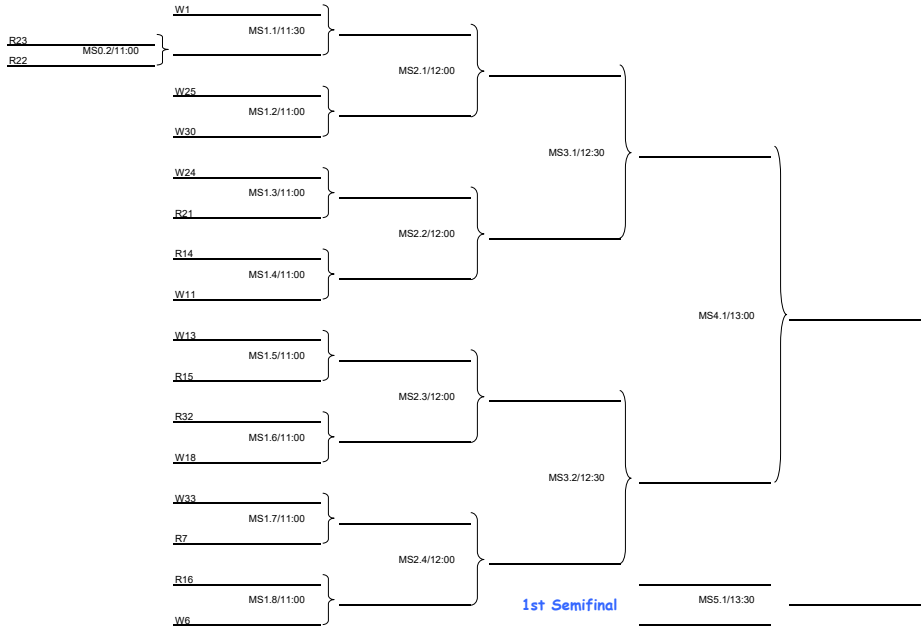 W1
MS1.1/11:30
R23
MS0.2/11:00
R22
MS2.1/12:00
W25
MS1.2/11:00
W30
MS3.1/12:30
W24
MS1.3/11:00
R21
MS2.2/12:00
R14
MS1.4/11:00
W11
MS4.1/13:00
W13
MS1.5/11:00
R15
MS2.3/12:00
R32
MS1.6/11:00
W18
MS3.2/12:30
W33
MS1.7/11:00
R7
MS2.4/12:00
R16
MS1.8/11:00
W6
1st Semifinal
MS5.1/13:30